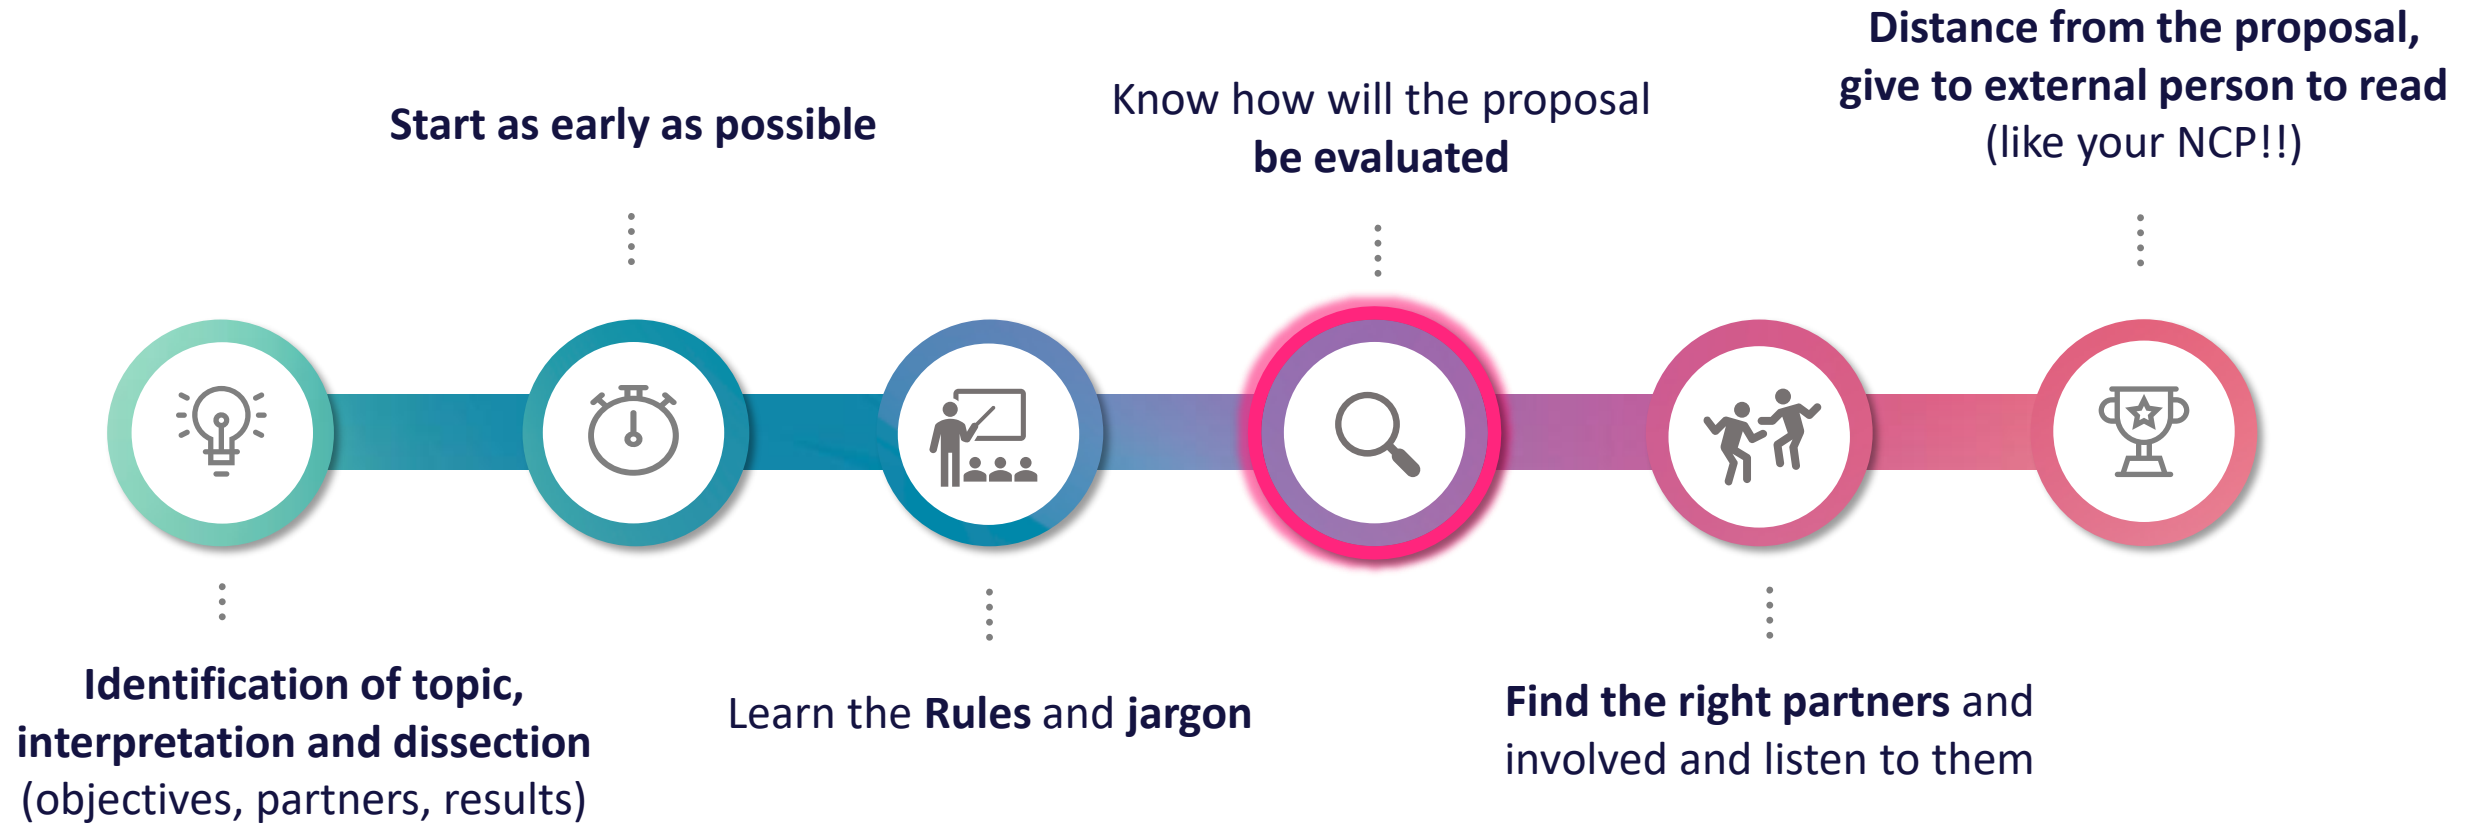 Identification of topic,
interpretation and dissection
(objectives, partners, results)
Start as early as possible
Learn the Rules and jargon
Know how will the proposal
be evaluated
Find the right partners and
involved and listen to them
Distance from the proposal,
give to external person to read
(like your NCP!!)